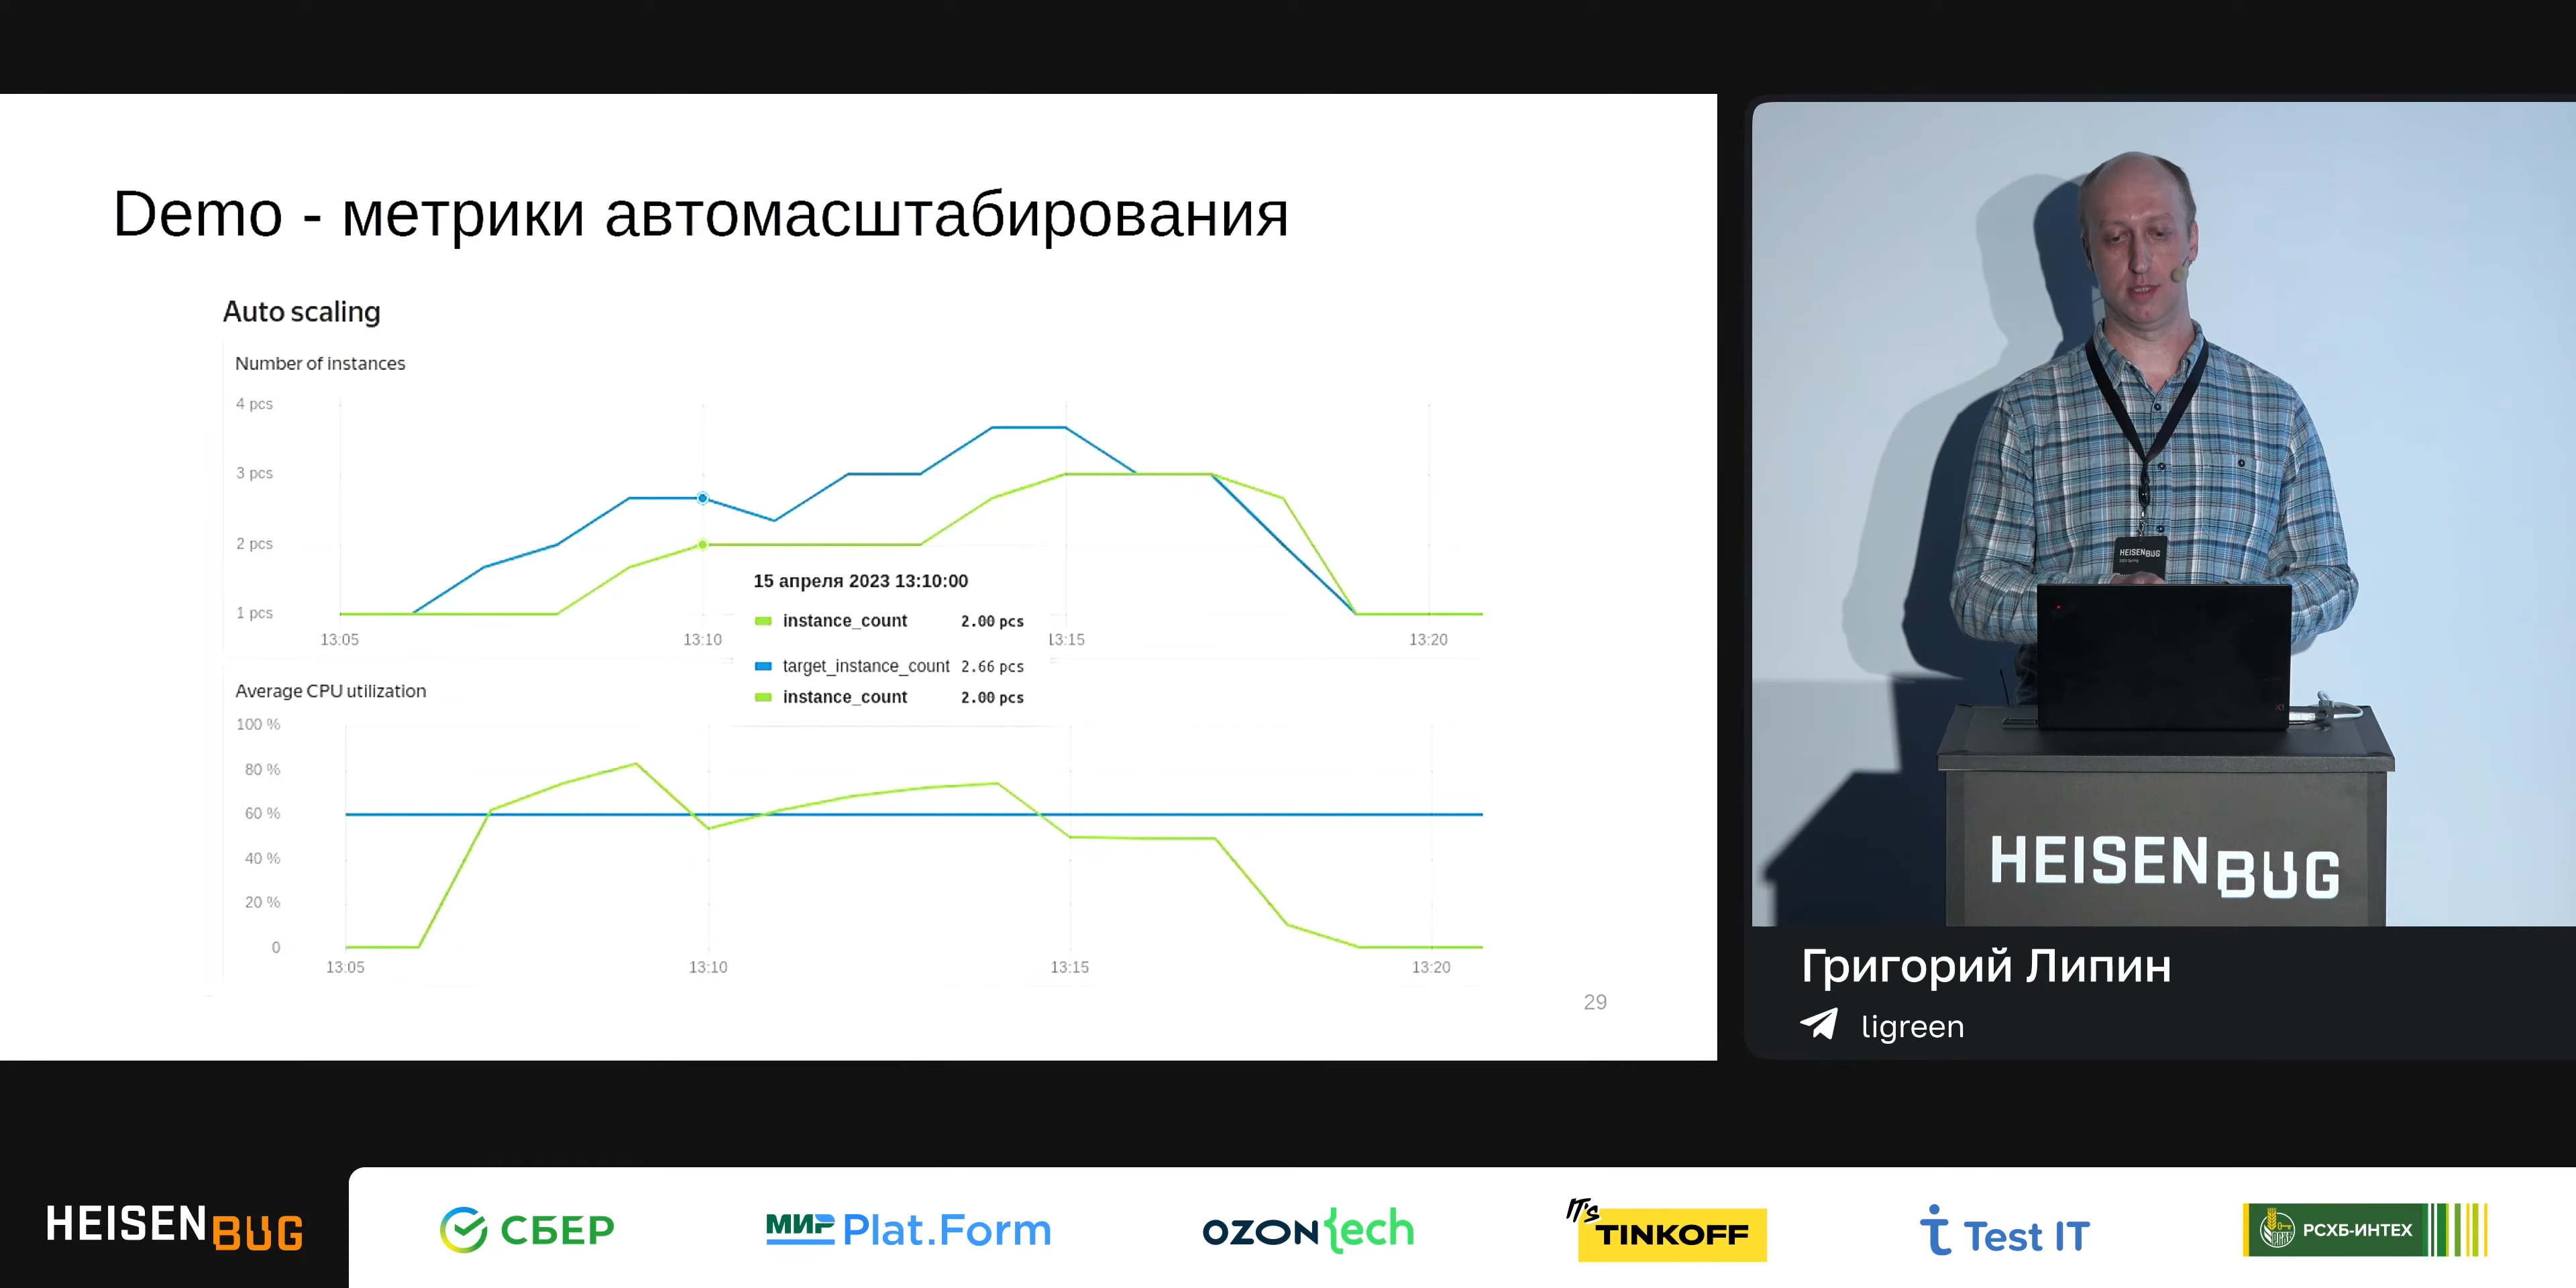 Demo - метрики автомасштабирования
Auto scaling
Number of instances
4 pcs
3 pcs
2 pcs
1 pcs
13:05
13:10
13:15
13:20
15 апреля 2023 13:10:00
instance_count 2.00 pcs
target_instance_count 2.66 pcs
instance_count 2.00 pcs
Average CPU utilization
100 %
80 %
60 %
40 %
20 %
0
13:05
13:10
13:15
13:20
29
HEISENBUG
HEISENBUG
Григорий Липин
ligreen
HEISENBUG
СБЕР
МИР Plat.Form
OZON{ech
IT's TINKOFF
Test IT
РСХБ-ИНТЕХ